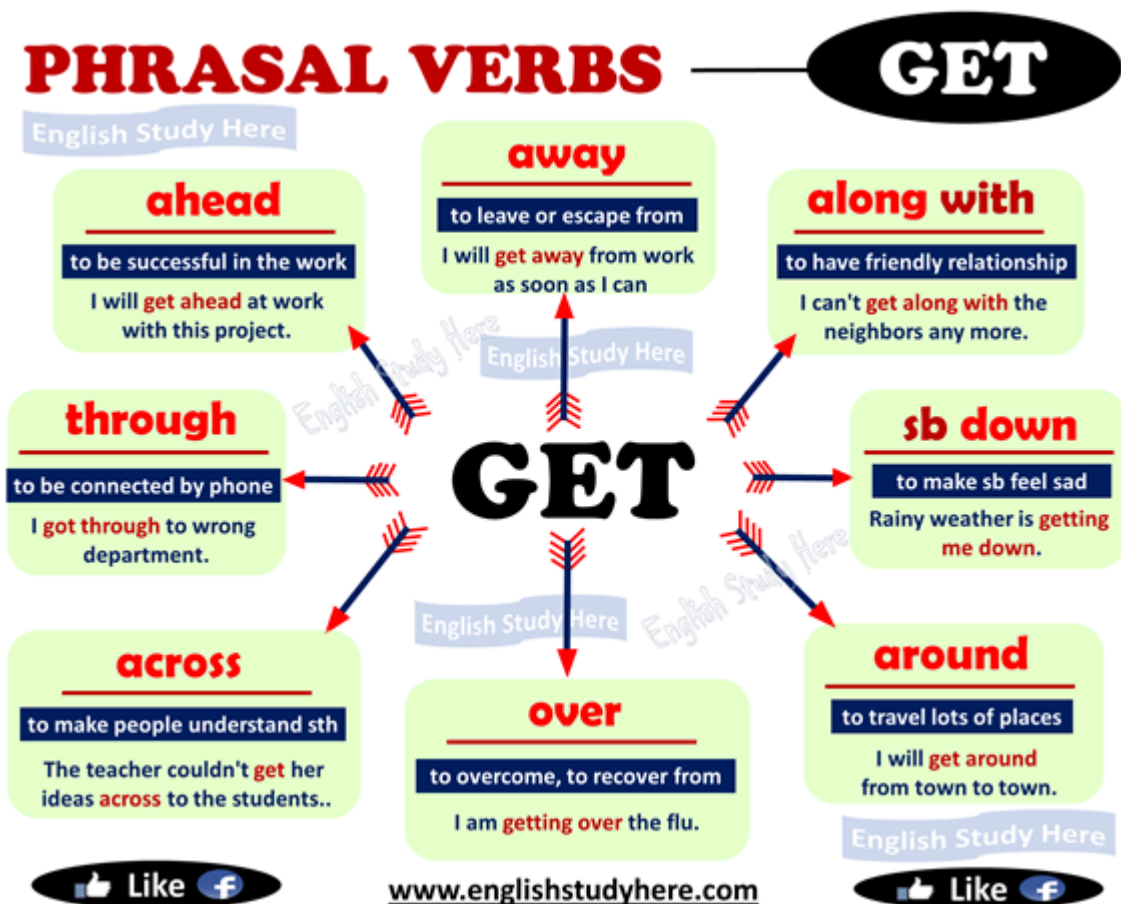 PHRASAL VERBS
GET
English Study Here
away
to leave or escape from
I will get away from work
as soon as I can
ahead
to be successful in the work
I will get ahead at work
with this project.
along with
to have friendly relationship
I can't get along with the
neighbors any more.
English Study Here
English Study Here
through
to be connected by phone
I got through to wrong
department.
GET
sb down
to make sb feel sad
Rainy weather is getting
me down.
English Study Here
English Study Here
across
to make people understand sth
The teacher couldn't get her
ideas across to the students..
over
to overcome, to recover from
I am getting over the flu.
around
to travel lots of places
I will get around
from town to town.
English Study Here
Like f
www.englishstudyhere.com
Like f